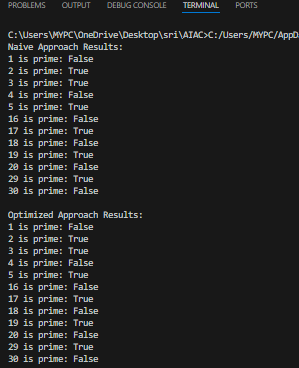 PROBLEMS OUTPUT DEBUG CONSOLE TERMINAL PORTS
C:\Users\MYPC\OneDrive\Desktop\sri\AIAC>C:/Users/MYPC/AppD
Naive Approach Results:
1 is prime: False
2 is prime: True
3 is prime: True
4 is prime: False
5 is prime: True
16 is prime: False
17 is prime: True
18 is prime: False
19 is prime: True
20 is prime: False
29 is prime: True
30 is prime: False
Optimized Approach Results:
1 is prime: False
2 is prime: True
3 is prime: True
4 is prime: False
5 is prime: True
16 is prime: False
17 is prime: True
18 is prime: False
19 is prime: True
20 is prime: False
29 is prime: True
30 is prime: False